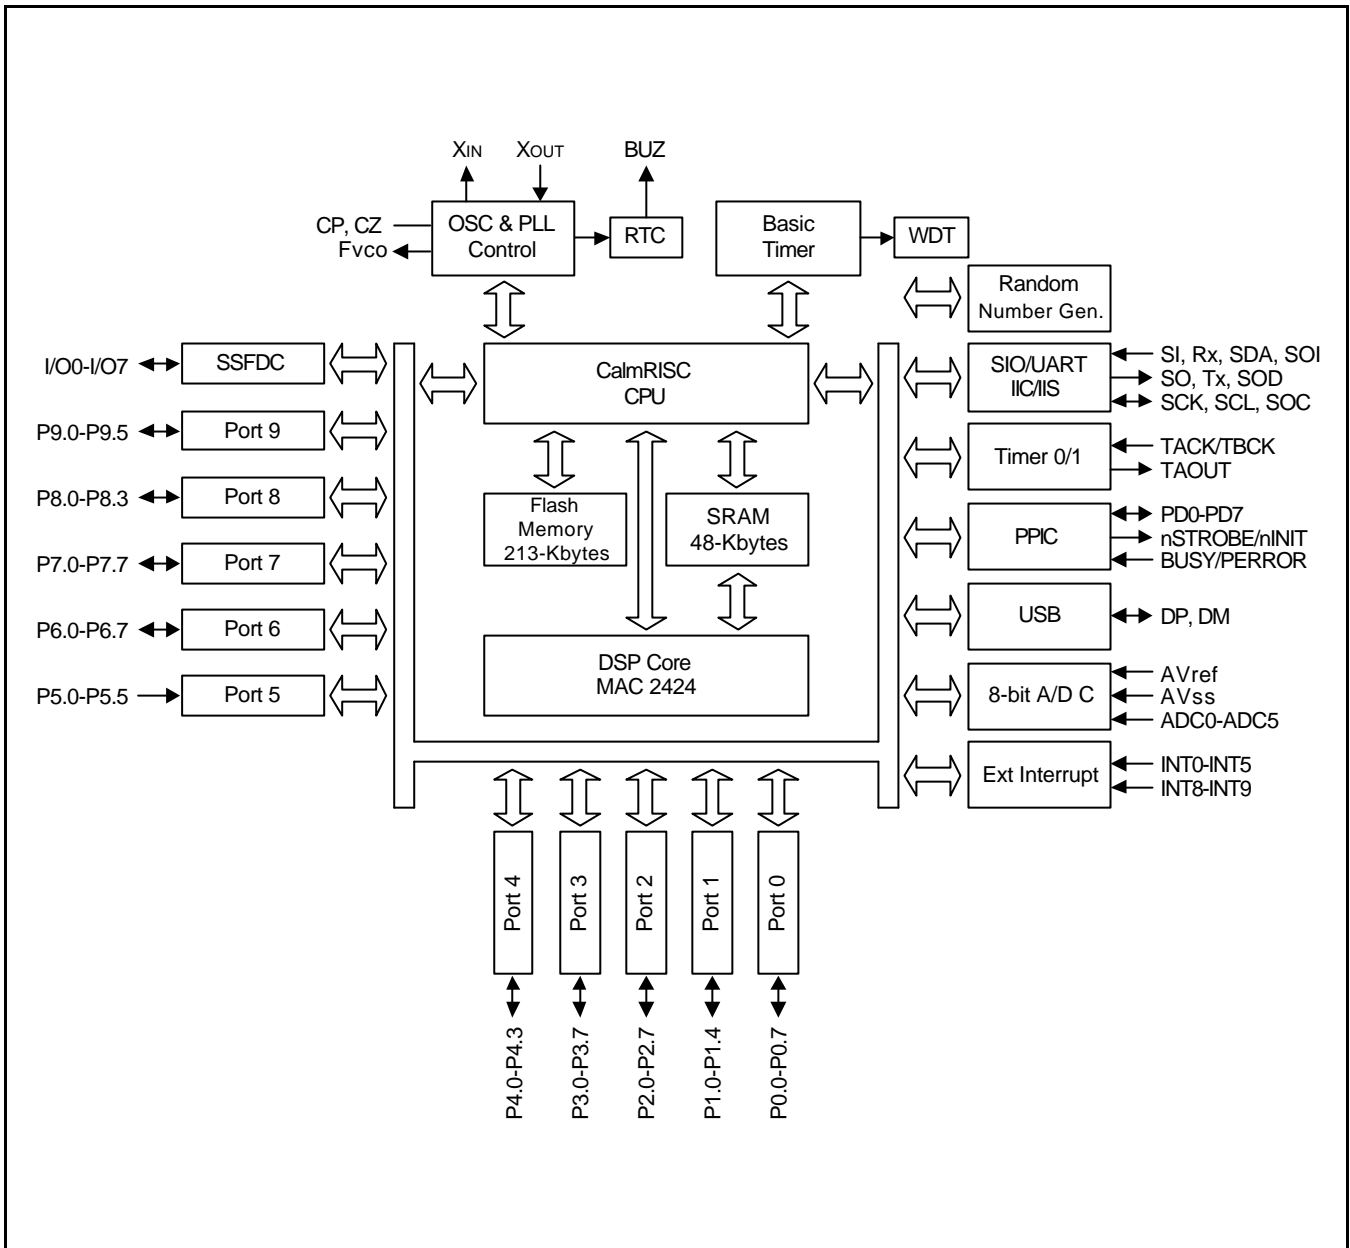 XIN XOUT BUZ
CP, CZ
Fvco
OSC & PLL
Control
RTC
Basic
Timer
WDT
Random
Number Gen.
I/O0-I/O7
SSFDC
CalmRISC
CPU
SIO/UART
IIC/IIS
SI, Rx, SDA, SOI
SO, Tx, SOD
SCK, SCL, SOC
P9.0-P9.5
Port 9
Timer 0/1
TACK/TBCK
TAOUT
P8.0-P8.3
Port 8
Flash
Memory
213-Kbytes
SRAM
48-Kbytes
PPIC
PD0-PD7
nSTROBE/nINIT
BUSY/PERROR
P7.0-P7.7
Port 7
P6.0-P6.7
Port 6
USB
DP, DM
P5.0-P5.5
Port 5
DSP Core
MAC 2424
8-bit A/D C
AVref
AVss
ADC0-ADC5
Ext Interrupt
INT0-INT5
INT8-INT9
Port 4
Port 3
Port 2
Port 1
Port 0
P4.0-P4.3
P3.0-P3.7
P2.0-P2.7
P1.0-P1.4
P0.0-P0.7